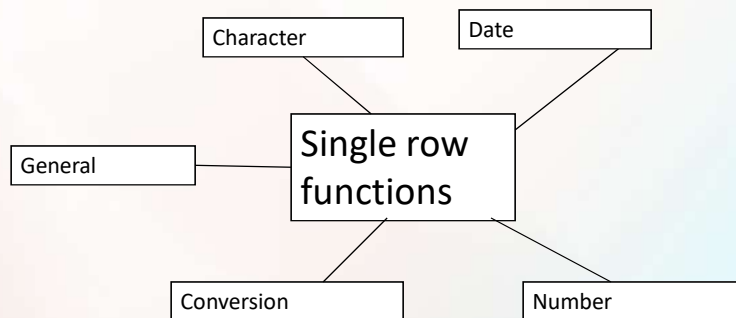 Character
Date
Single row
functions
General
Conversion
Number